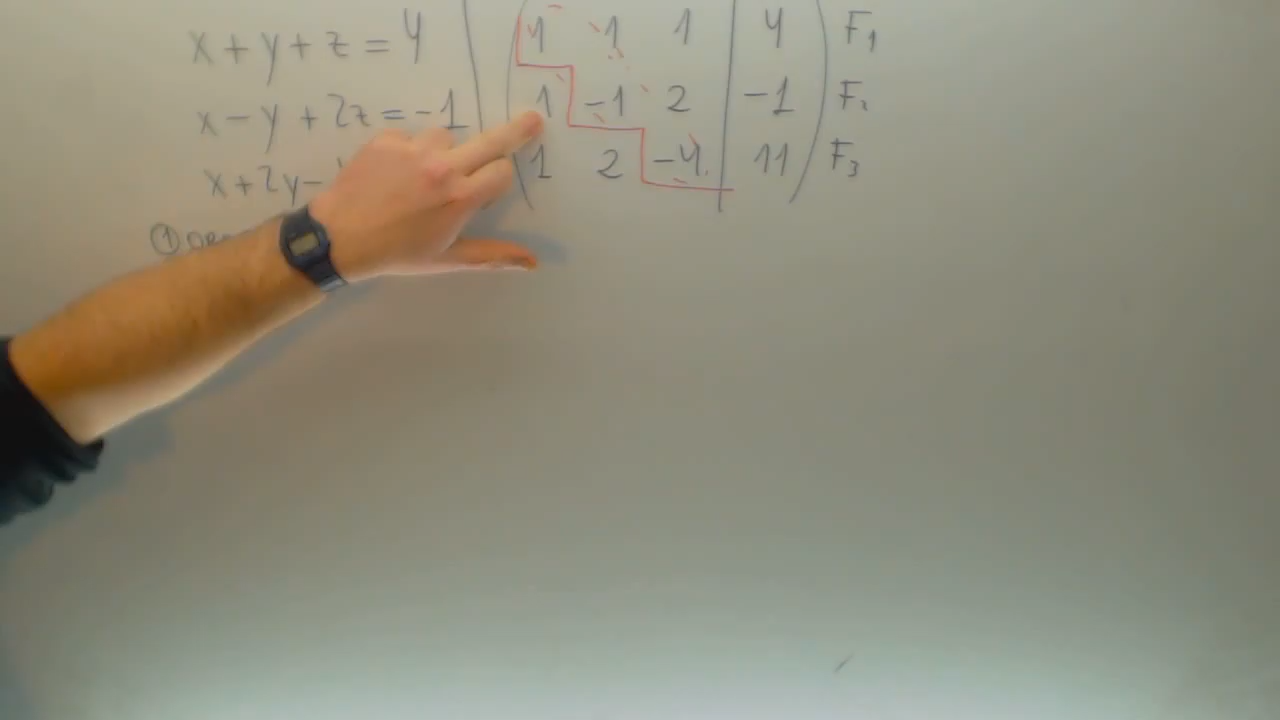 x + y + z = 4 | 1 1 1 | 4 F1
x - y + 2z = -1 | 1 -1 2 | -1 F2
x + 2y - | 1 2 -4 | 11 F3
①